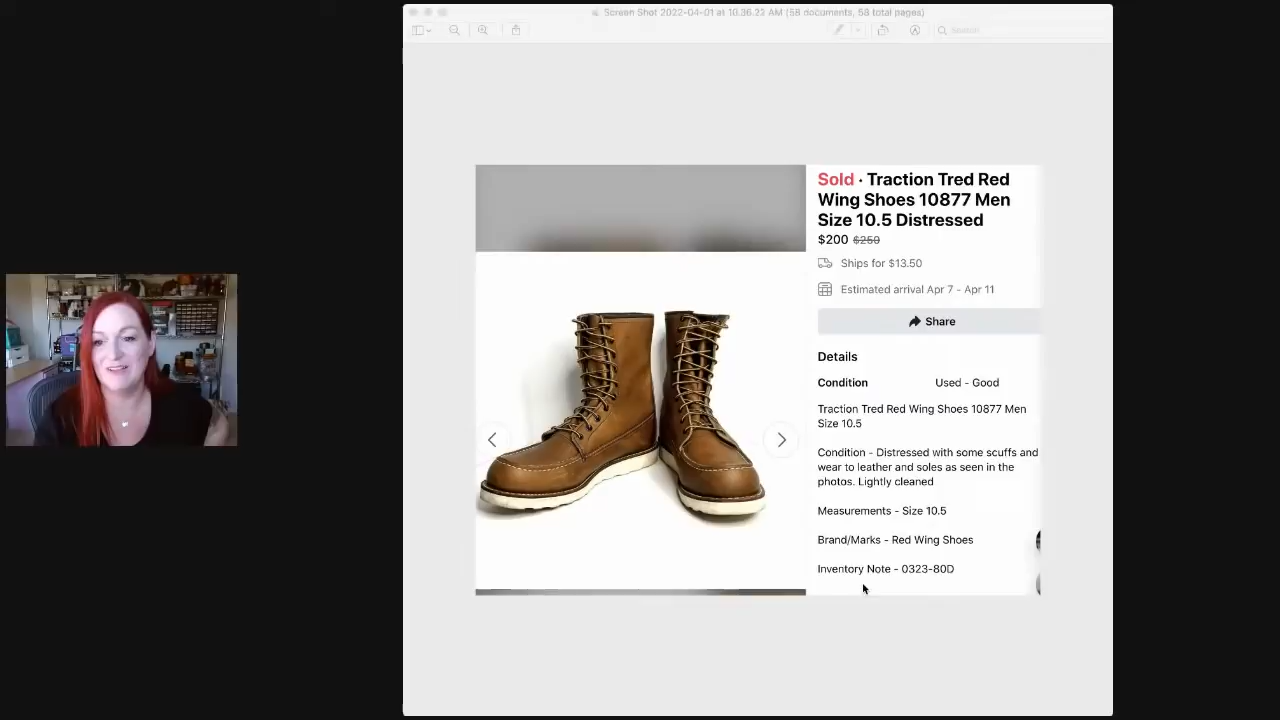 Screen Shot 2022-04-01 at 10.36.23 AM (58 documents, 58 total pages)
Search
Sold · Traction Tred Red
Wing Shoes 10877 Men
Size 10.5 Distressed
$200 $250
Ships for $13.50
Estimated arrival Apr 7 - Apr 11
Share
Details
Condition Used - Good
Traction Tred Red Wing Shoes 10877 Men
Size 10.5
Condition - Distressed with some scuffs and
wear to leather and soles as seen in the
photos. Lightly cleaned
Measurements - Size 10.5
Brand/Marks - Red Wing Shoes
Inventory Note - 0323-80D